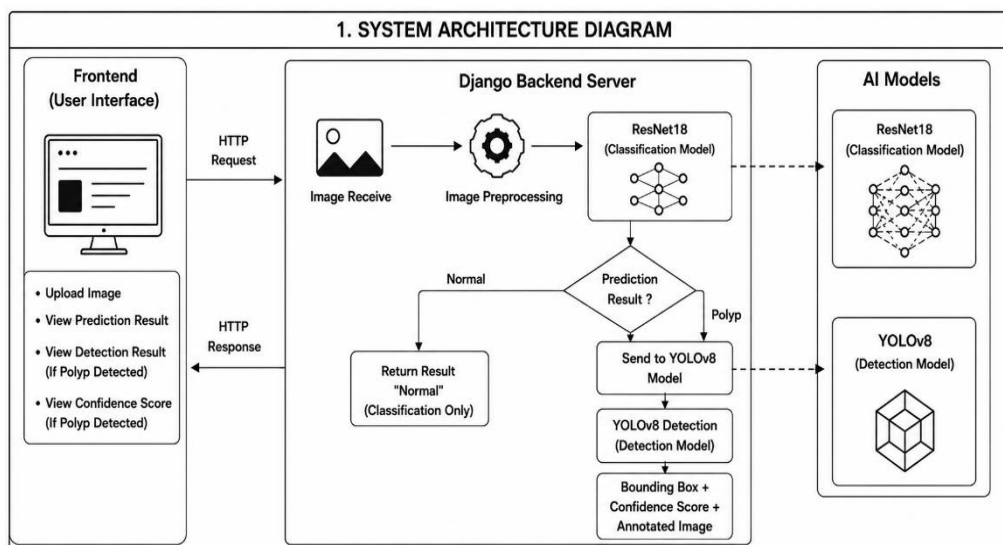 1. SYSTEM ARCHITECTURE DIAGRAM
Frontend
(User Interface)
• Upload Image
• View Prediction Result
• View Detection Result
(If Polyp Detected)
• View Confidence Score
(If Polyp Detected)
HTTP
Request
HTTP
Response
Django Backend Server
Image Receive
Image Preprocessing
ResNet18
(Classification Model)
Prediction
Result ?
Normal
Polyp
Return Result
"Normal"
(Classification Only)
Send to YOLOv8
Model
YOLOv8 Detection
(Detection Model)
Bounding Box +
Confidence Score +
Annotated Image
AI Models
ResNet18
(Classification Model)
YOLOv8
(Detection Model)